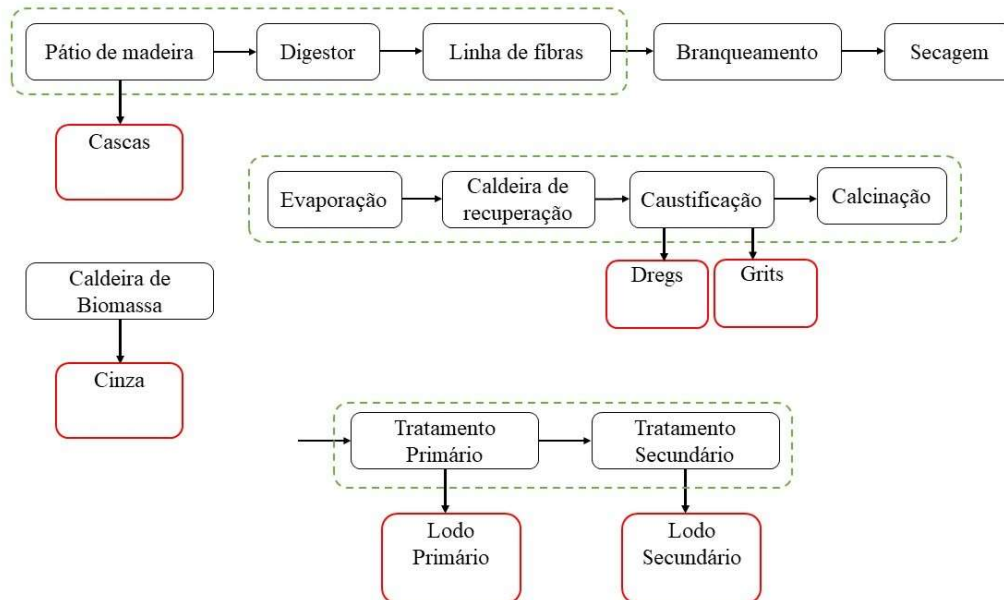 Pátio de madeira
Digestor
Linha de fibras
Branqueamento
Secagem
Cascas
Evaporação
Caldeira de
recuperação
Caustificação
Calcinação
Dregs
Grits
Caldeira de
Biomassa
Cinza
Tratamento
Primário
Tratamento
Secundário
Lodo
Primário
Lodo
Secundário